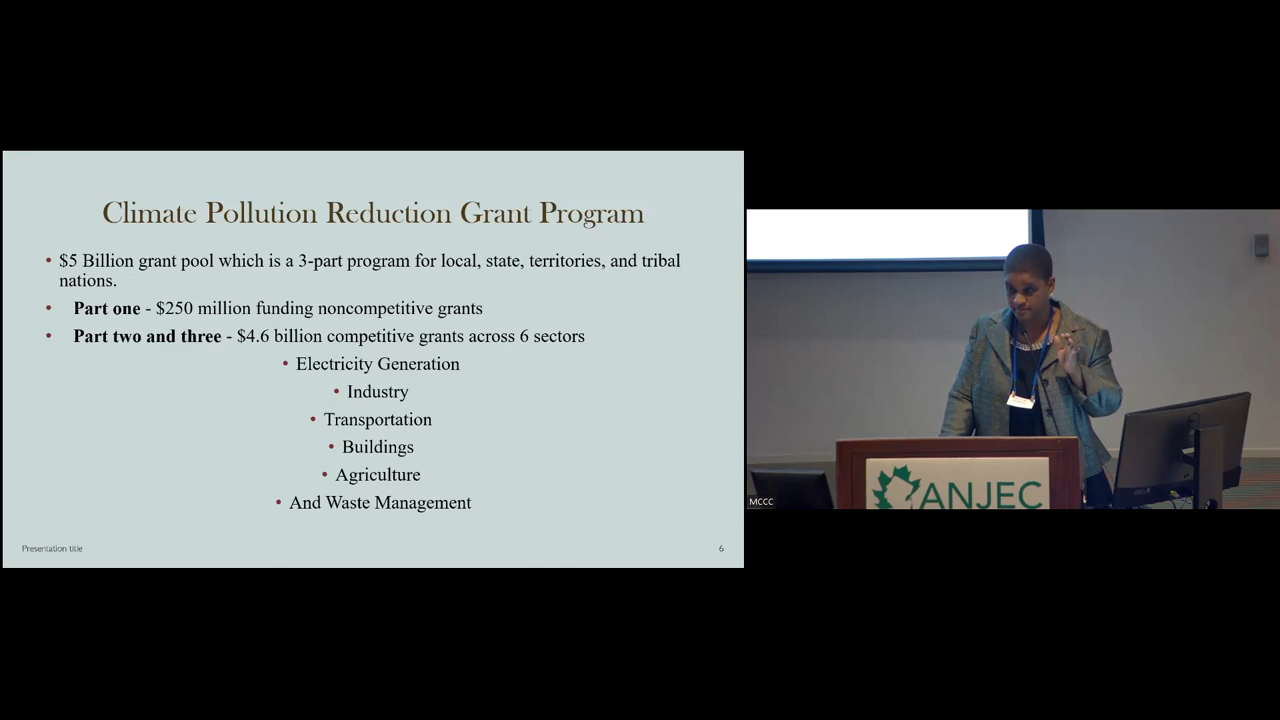 Climate Pollution Reduction Grant Program
• $5 Billion grant pool which is a 3-part program for local, state, territories, and tribal
nations.
• Part one - $250 million funding noncompetitive grants
• Part two and three - $4.6 billion competitive grants across 6 sectors
• Electricity Generation
• Industry
• Transportation
• Buildings
• Agriculture
• And Waste Management
Presentation title
6
ANJEC
MCCC